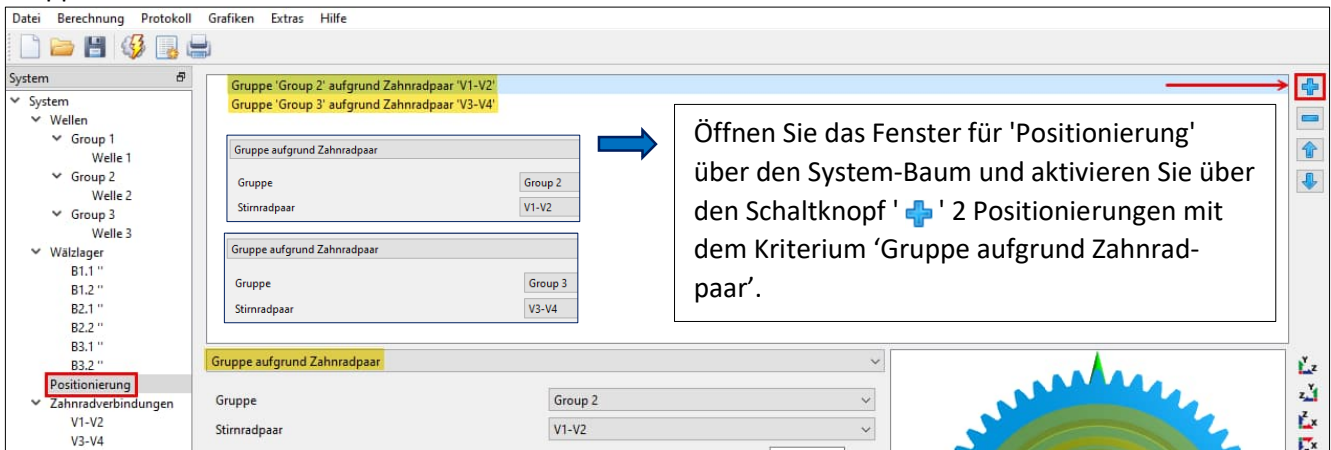 Datei Berechnung Protokoll Grafiken Extras Hilfe
System
System
Wellen
Group 1
Welle 1
Group 2
Welle 2
Group 3
Welle 3
Wälzlager
B1.1 ''
B1.2 ''
B2.1 ''
B2.2 ''
B3.1 ''
B3.2 ''
Positionierung
Zahnradverbindungen
V1-V2
V3-V4
Gruppe 'Group 2' aufgrund Zahnradpaar 'V1-V2'
Gruppe 'Group 3' aufgrund Zahnradpaar 'V3-V4'
Gruppe aufgrund Zahnradpaar
Gruppe Group 2
Stirnradpaar V1-V2
Gruppe aufgrund Zahnradpaar
Gruppe Group 3
Stirnradpaar V3-V4
Öffnen Sie das Fenster für 'Positionierung'
über den System-Baum und aktivieren Sie über
den Schaltknopf ' ' 2 Positionierungen mit
dem Kriterium ‘Gruppe aufgrund Zahnrad-
paar’.
Gruppe aufgrund Zahnradpaar
Gruppe Group 2
Stirnradpaar V1-V2
Y z
z Y
Z x